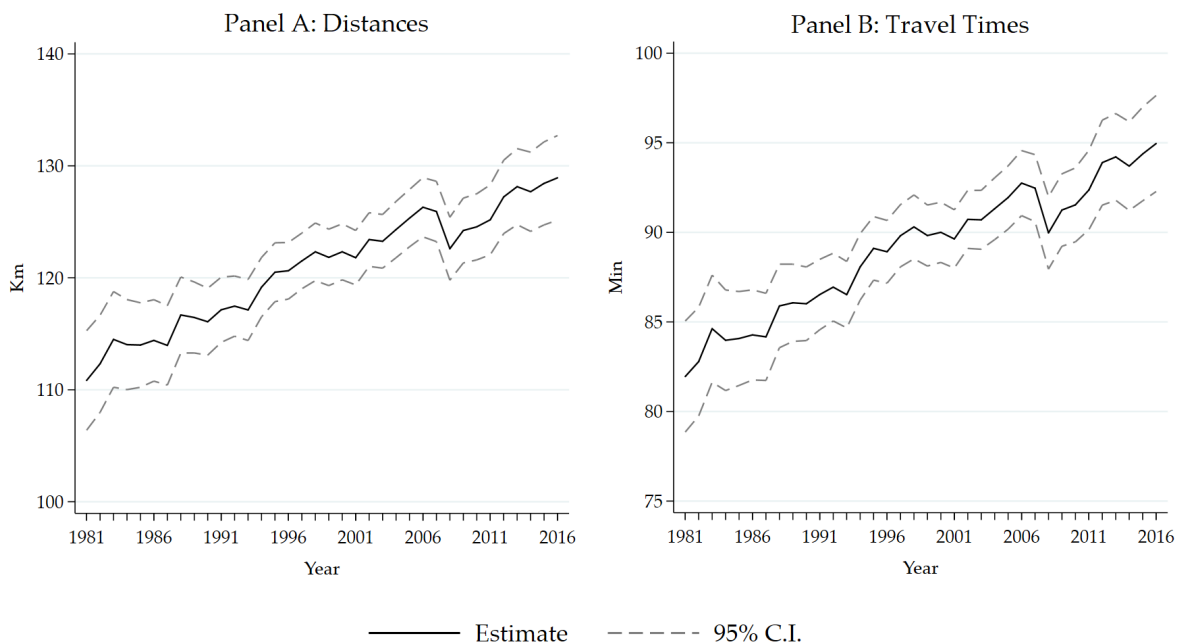 Panel A: Distances
140
130
120
110
100
Km
1981 1986 1991 1996 2001 2006 2011 2016
Year
Panel B: Travel Times
100
95
90
85
80
75
Min
1981 1986 1991 1996 2001 2006 2011 2016
Year
Estimate 95% C.I.